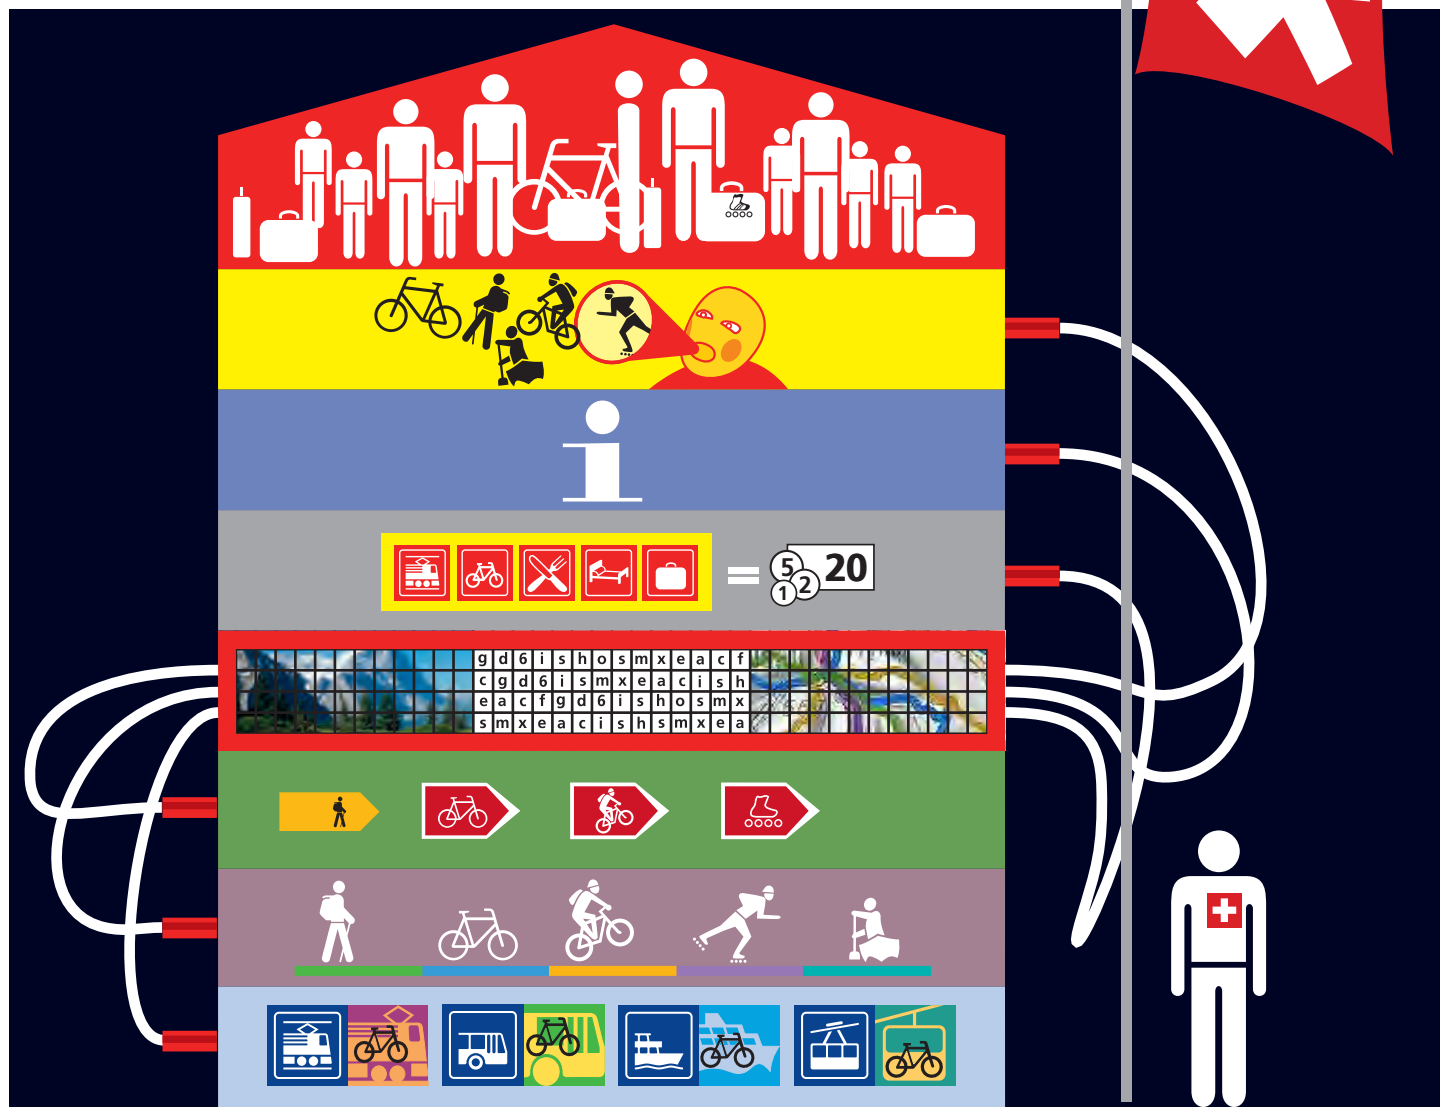 i
= 5 2 1 20
g d 6 i s h o s m x e a c f
c g d 6 i s m x e a c i s h
e a c f g d 6 i s h o s m x
s m x e a c i s h s m x e a